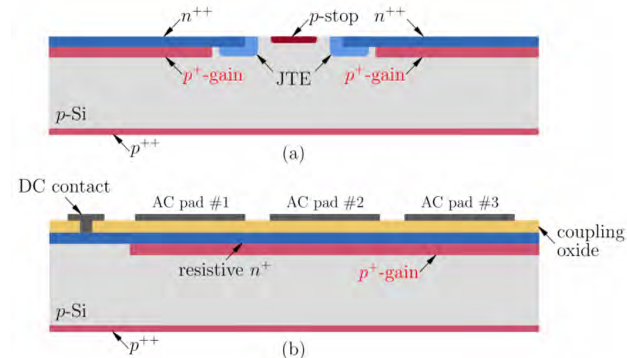 n++ p-stop n++
p+-gain JTE p+-gain
p-Si
p++
(a)
DC contact
AC pad #1 AC pad #2 AC pad #3
coupling
oxide
resistive n+ p+-gain
p-Si
p++
(b)